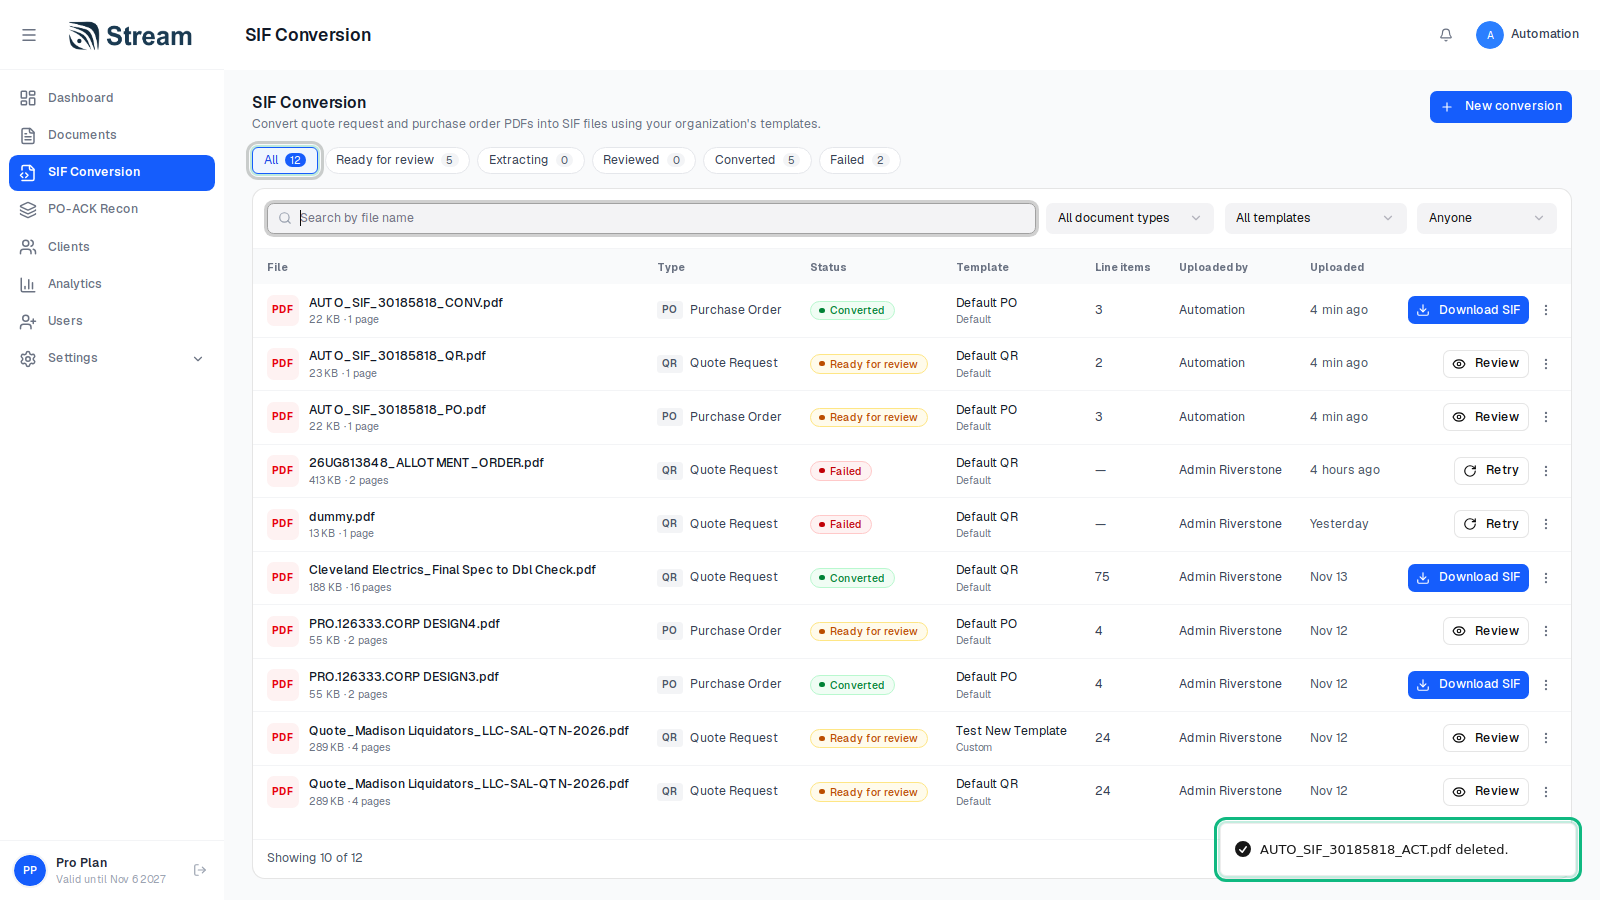 Stream
SIF Conversion
A
Automation
Dashboard
Documents
SIF Conversion
PO-ACK Recon
Clients
Analytics
Users
Settings
PP
Pro Plan
Valid until Nov 6 2027
SIF Conversion
Convert quote request and purchase order PDFs into SIF files using your organization's templates.
New conversion
All 12
Ready for review 5
Extracting 0
Reviewed 0
Converted 5
Failed 2
Search by file name
All document types
All templates
Anyone
File Type Status Template Line items Uploaded by Uploaded
PDF AUTO_SIF_30185818_CONV.pdf PO Purchase Order Converted Default PO 3 Automation 4 min ago Download SIF
22 KB · 1 page Default
PDF AUTO_SIF_30185818_QR.pdf QR Quote Request Ready for review Default QR 2 Automation 4 min ago Review
23 KB · 1 page Default
PDF AUTO_SIF_30185818_PO.pdf PO Purchase Order Ready for review Default PO 3 Automation 4 min ago Review
22 KB · 1 page Default
PDF 26UG813848_ALLOTMENT_ORDER.pdf QR Quote Request Failed Default QR — Admin Riverstone 4 hours ago Retry
413 KB · 2 pages Default
PDF dummy.pdf QR Quote Request Failed Default QR — Admin Riverstone Yesterday Retry
13 KB · 1 page Default
PDF Cleveland Electrics_Final Spec to Dbl Check.pdf QR Quote Request Converted Default QR 75 Admin Riverstone Nov 13 Download SIF
188 KB · 16 pages Default
PDF PRO.126333.CORP DESIGN4.pdf PO Purchase Order Ready for review Default PO 4 Admin Riverstone Nov 12 Review
55 KB · 2 pages Default
PDF PRO.126333.CORP DESIGN3.pdf PO Purchase Order Converted Default PO 4 Admin Riverstone Nov 12 Download SIF
55 KB · 2 pages Default
PDF Quote_Madison Liquidators_LLC-SAL-QTN-2026.pdf QR Quote Request Ready for review Test New Template 24 Admin Riverstone Nov 12 Review
289 KB · 4 pages Custom
PDF Quote_Madison Liquidators_LLC-SAL-QTN-2026.pdf QR Quote Request Ready for review Default QR 24 Admin Riverstone Nov 12 Review
289 KB · 4 pages Default
Showing 10 of 12
AUTO_SIF_30185818_ACT.pdf deleted.